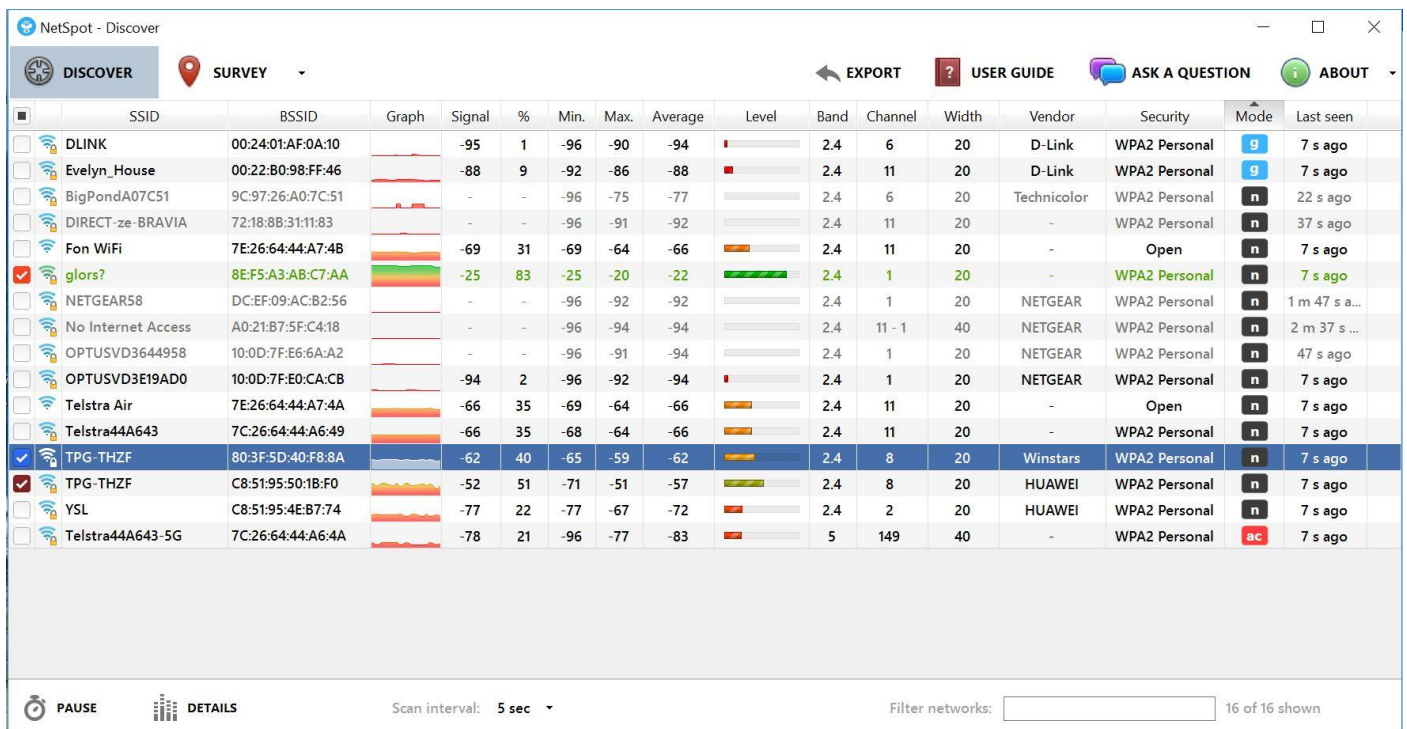 NetSpot - Discover
DISCOVER SURVEY EXPORT ? USER GUIDE ASK A QUESTION i ABOUT
SSID BSSID Graph Signal % Min. Max. Average Level Band Channel Width Vendor Security Mode Last seen
DLINK 00:24:01:AF:0A:10 -95 1 -96 -90 -94 2.4 6 20 D-Link WPA2 Personal g 7 s ago
Evelyn_House 00:22:B0:98:FF:46 -88 9 -92 -86 -88 2.4 11 20 D-Link WPA2 Personal g 7 s ago
BigPondA07C51 9C:97:26:A0:7C:51 - - -96 -75 -77 2.4 6 20 Technicolor WPA2 Personal n 22 s ago
DIRECT-ze-BRAVIA 72:18:8B:31:11:83 - - -96 -91 -92 2.4 11 20 - WPA2 Personal n 37 s ago
Fon WiFi 7E:26:64:44:A7:4B -69 31 -69 -64 -66 2.4 11 20 - Open n 7 s ago
glors? 8E:F5:A3:AB:C7:AA -25 83 -25 -20 -22 2.4 1 20 - WPA2 Personal n 7 s ago
NETGEAR58 DC:EF:09:AC:B2:56 - - -96 -92 -92 2.4 1 20 NETGEAR WPA2 Personal n 1 m 47 s a...
No Internet Access A0:21:B7:5F:C4:18 - - -96 -94 -94 2.4 11 - 1 40 NETGEAR WPA2 Personal n 2 m 37 s ...
OPTUSVD3644958 10:0D:7F:E6:6A:A2 - - -96 -91 -94 2.4 1 20 NETGEAR WPA2 Personal n 47 s ago
OPTUSVD3E19AD0 10:0D:7F:E0:CA:CB -94 2 -96 -92 -94 2.4 1 20 NETGEAR WPA2 Personal n 7 s ago
Telstra Air 7E:26:64:44:A7:4A -66 35 -69 -64 -66 2.4 11 20 - Open n 7 s ago
Telstra44A643 7C:26:64:44:A6:49 -66 35 -68 -64 -66 2.4 11 20 - WPA2 Personal n 7 s ago
TPG-THZF 80:3F:5D:40:F8:8A -62 40 -65 -59 -62 2.4 8 20 Winstars WPA2 Personal n 7 s ago
TPG-THZF C8:51:95:50:1B:F0 -52 51 -71 -51 -57 2.4 8 20 HUAWEI WPA2 Personal n 7 s ago
YSL C8:51:95:4E:B7:74 -77 22 -77 -67 -72 2.4 2 20 HUAWEI WPA2 Personal n 7 s ago
Telstra44A643-5G 7C:26:64:44:A6:4A -78 21 -96 -77 -83 5 149 40 - WPA2 Personal ac 7 s ago
PAUSE DETAILS Scan interval: 5 sec Filter networks: 16 of 16 shown